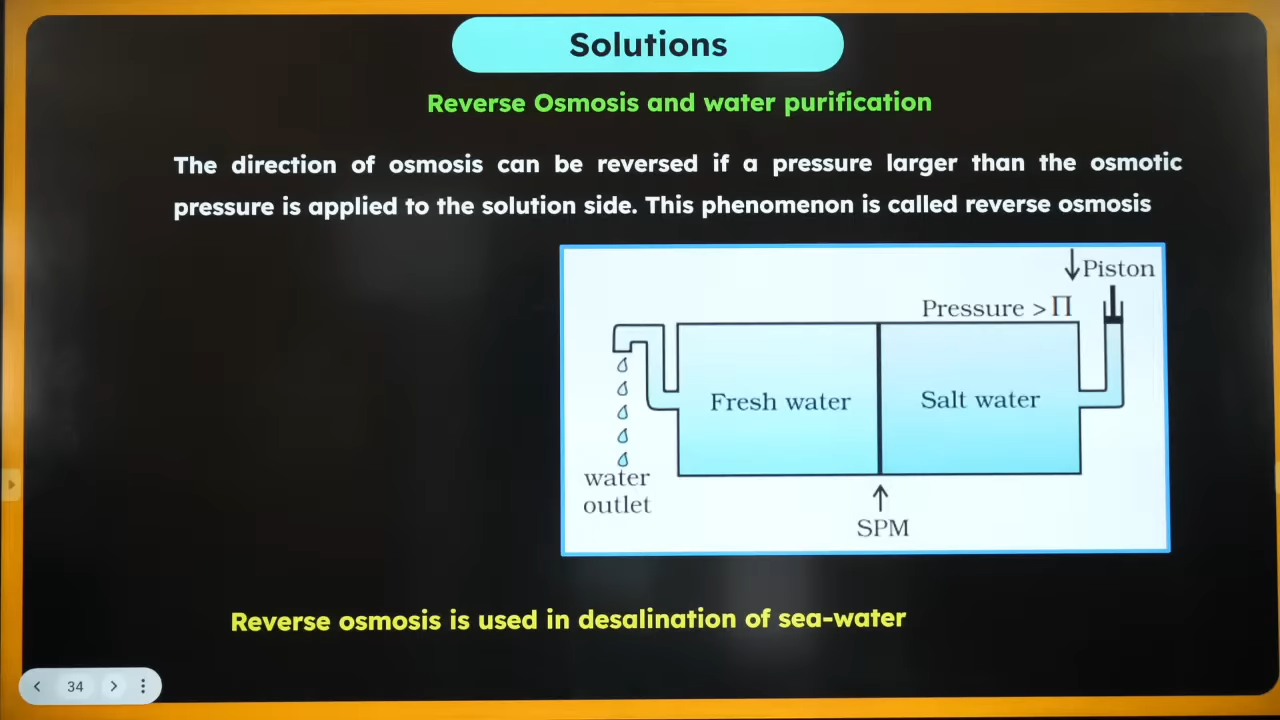 Solutions
Reverse Osmosis and water purification
The direction of osmosis can be reversed if a pressure larger than the osmotic
pressure is applied to the solution side. This phenomenon is called reverse osmosis
Piston
Pressure > Π
Fresh water
Salt water
water
outlet
SPM
Reverse osmosis is used in desalination of sea-water
34